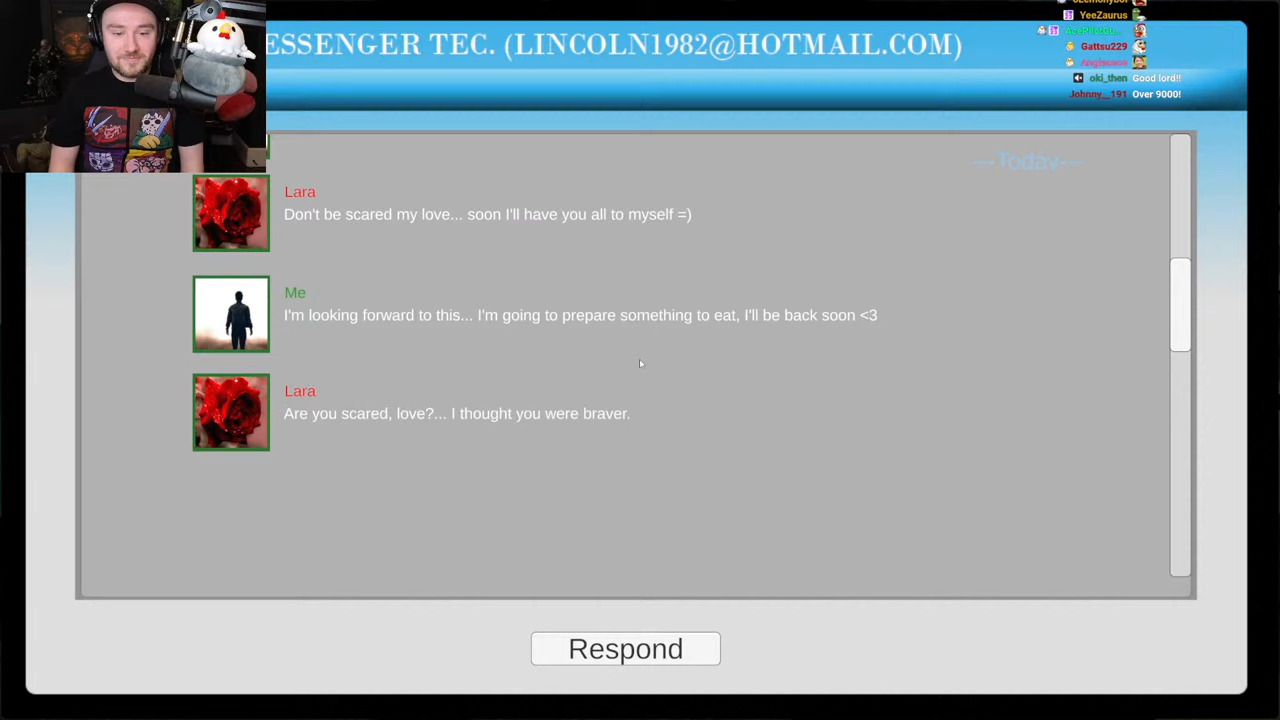 ESSENGER TEC. (LINCOLN1982@HOTMAIL.COM)
YeeZaurus
Gattsu229
oki_then Good lord!!
Johnny__191 Over 9000!
---Today---
Lara
Don't be scared my love... soon I'll have you all to myself =)
Me
I'm looking forward to this... I'm going to prepare something to eat, I'll be back soon <3
Lara
Are you scared, love?... I thought you were braver.
Respond